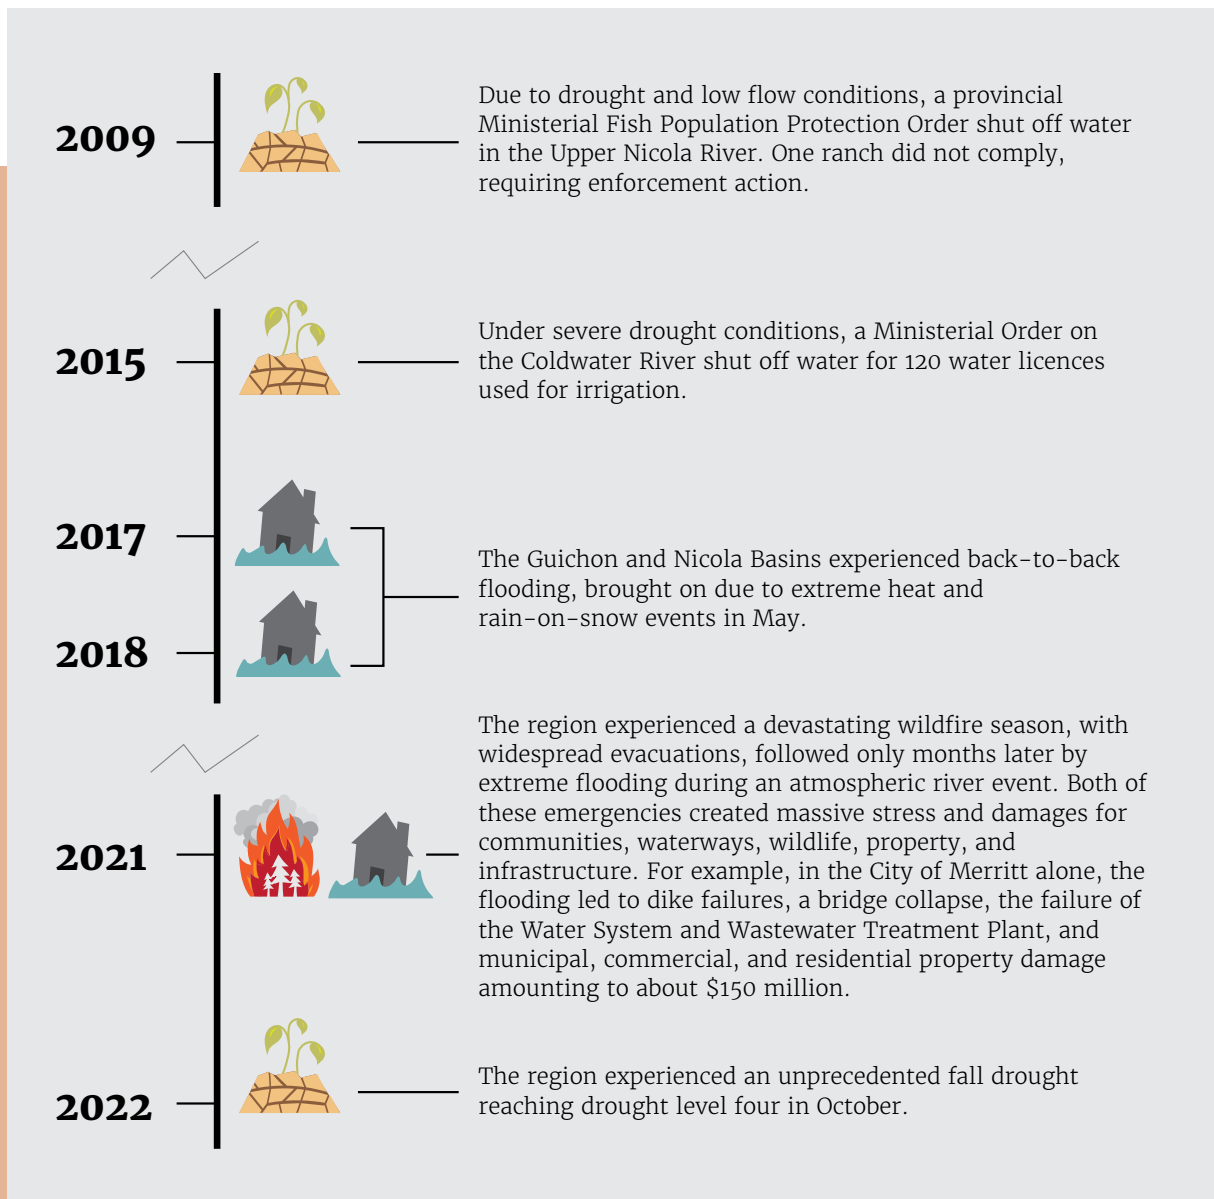 2009
Due to drought and low flow conditions, a provincial
Ministerial Fish Population Protection Order shut off water
in the Upper Nicola River. One ranch did not comply,
requiring enforcement action.
2015
Under severe drought conditions, a Ministerial Order on
the Coldwater River shut off water for 120 water licences
used for irrigation.
2017
2018
The Guichon and Nicola Basins experienced back-to-back
flooding, brought on due to extreme heat and
rain-on-snow events in May.
2021
The region experienced a devastating wildfire season, with
widespread evacuations, followed only months later by
extreme flooding during an atmospheric river event. Both of
these emergencies created massive stress and damages for
communities, waterways, wildlife, property, and
infrastructure. For example, in the City of Merritt alone, the
flooding led to dike failures, a bridge collapse, the failure of
the Water System and Wastewater Treatment Plant, and
municipal, commercial, and residential property damage
amounting to about $150 million.
2022
The region experienced an unprecedented fall drought
reaching drought level four in October.